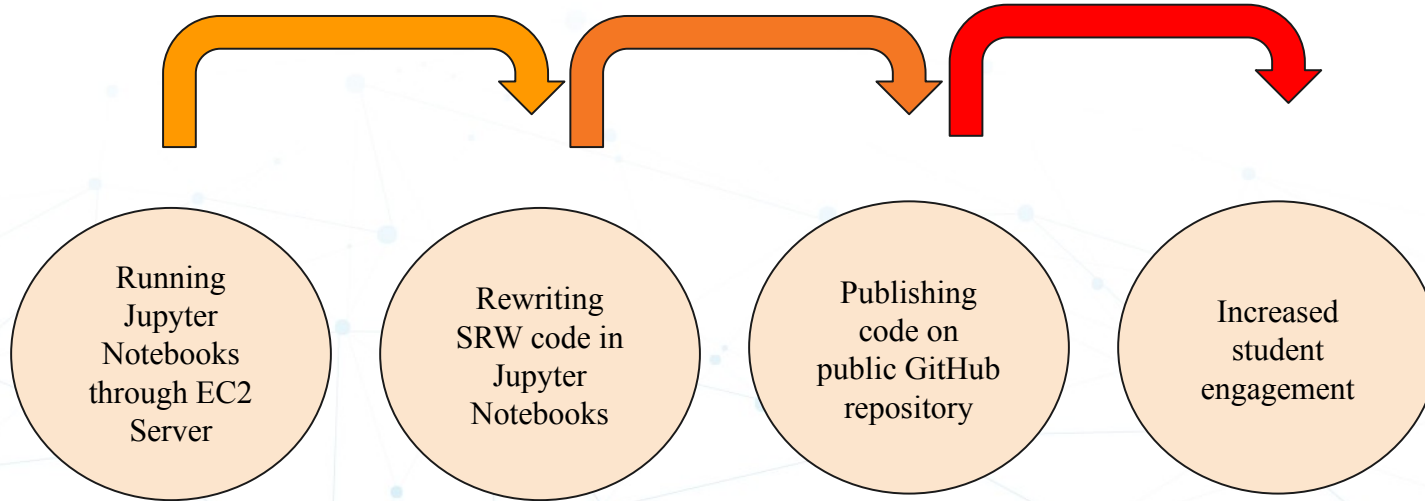 Running
Jupyter
Notebooks
through EC2
Server
Rewriting
SRW code in
Jupyter
Notebooks
Publishing
code on
public GitHub
repository
Increased
student
engagement